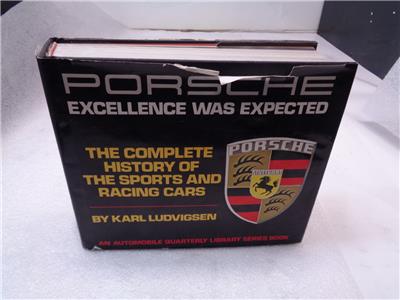 PORSCHE
EXCELLENCE WAS EXPECTED
THE COMPLETE
HISTORY OF
THE SPORTS AND
RACING CARS
BY KARL LUDVIGSEN
PORSCHE
AN AUTOMOBILE QUARTERLY LIBRARY SERIES BOOK